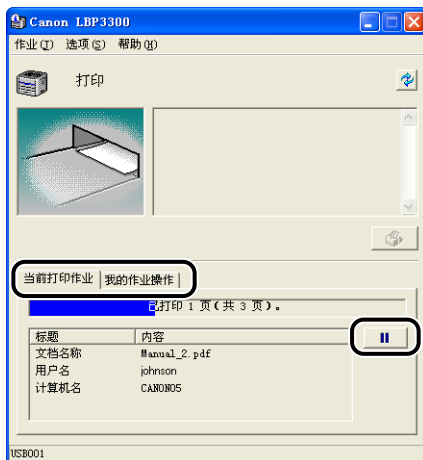 Canon LBP3300
作业(J) 选项(S) 帮助(H)
打印
当前打印作业 我的作业操作
已打印 1 页(共 3 页)。
标题 内容
文档名称 Manual_2.pdf
用户名 johnson
计算机名 CANON05
USB001